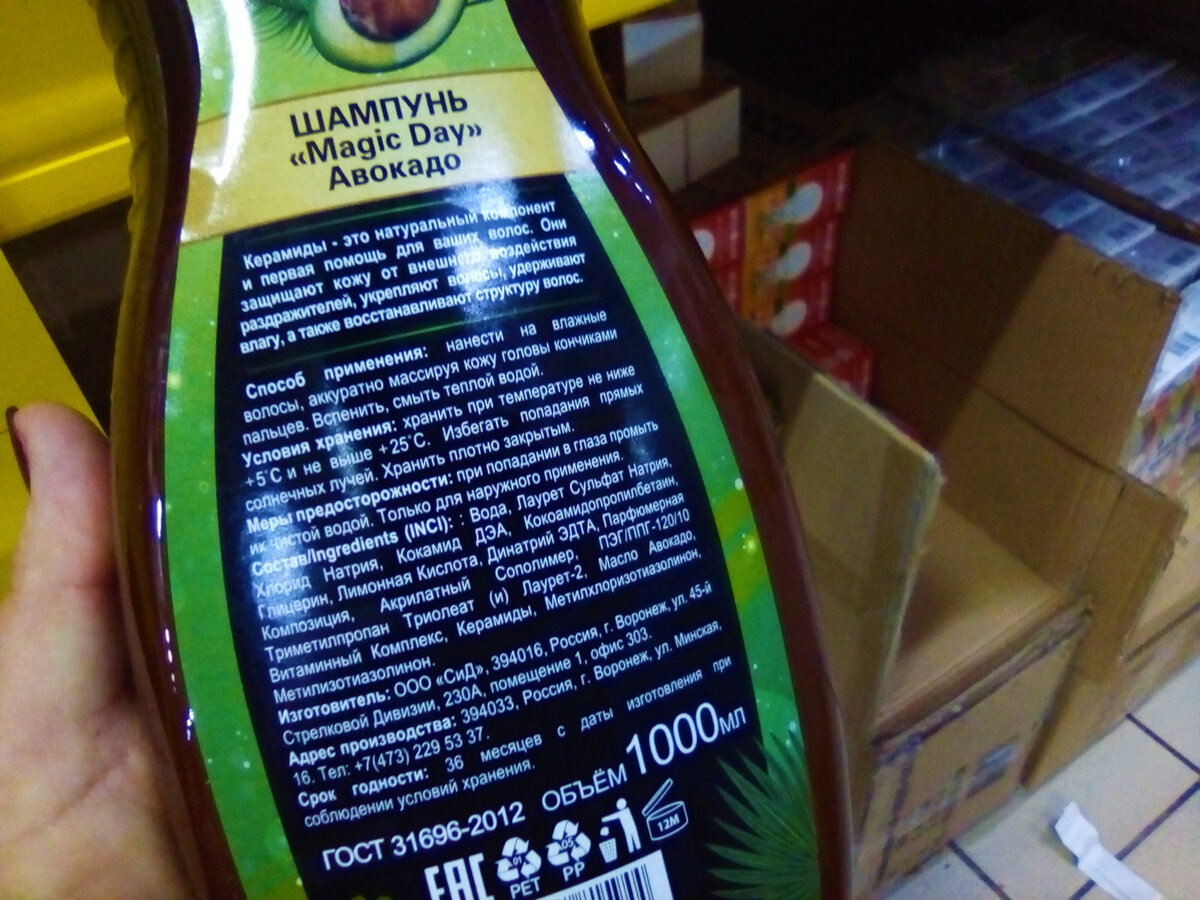 ШАМПУНЬ
«Magic Day»
Авокадо
Керамиды - это натуральный компонент
и первая помощь для ваших волос. Они
защищают кожу от внешнего воздействия
раздражителей, укрепляют волосы, удерживают
влагу, а также восстанавливают структуру волос.
Способ применения: нанести на влажные
волосы, аккуратно массируя кожу головы кончиками
пальцев. Вспенить, смыть теплой водой.
Условия хранения: хранить при температуре не ниже
+5°С и не выше +25°С. Избегать попадания прямых
солнечных лучей. Хранить плотно закрытым.
Меры предосторожности: при попадании в глаза промыть
их чистой водой. Только для наружного применения.
Состав/Ingredients (INCI): : Вода, Лаурет Сульфат Натрия,
Хлорид Натрия, Кокамид ДЭА, Кокоамидопропилбетаин,
Глицерин, Лимонная Кислота, Динатрий ЭДТА, Парфюмерная
Композиция, Акрилатный Сополимер, ПЭГ/ППГ-120/10
Триметилпропан Триолеат (и) Лаурет-2, Масло Авокадо,
Витаминный Комплекс, Керамиды, Метилхлоризотиазолинон,
Метилизотиазолинон.
Изготовитель: ООО «СиД», 394016, Россия, г. Воронеж, ул. 45-й
Стрелковой Дивизии, 230А, помещение 1, офис 303.
Адрес производства: 394033, Россия, г. Воронеж, ул. Минская,
16. Тел: +7(473) 229 53 37.
Срок годности: 36 месяцев с даты изготовления при
соблюдении условий хранения.
ГОСТ 31696-2012 ОБЪЁМ 1000мл
EAC 01 PET 05 PP 12M